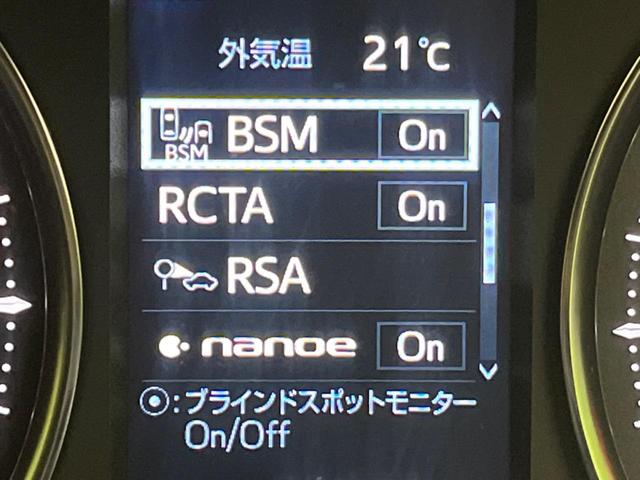 外気温 21℃
BSM BSM On
RCTA On
RSA
nanoe On
⦿:ブラインドスポットモニター
On/Off